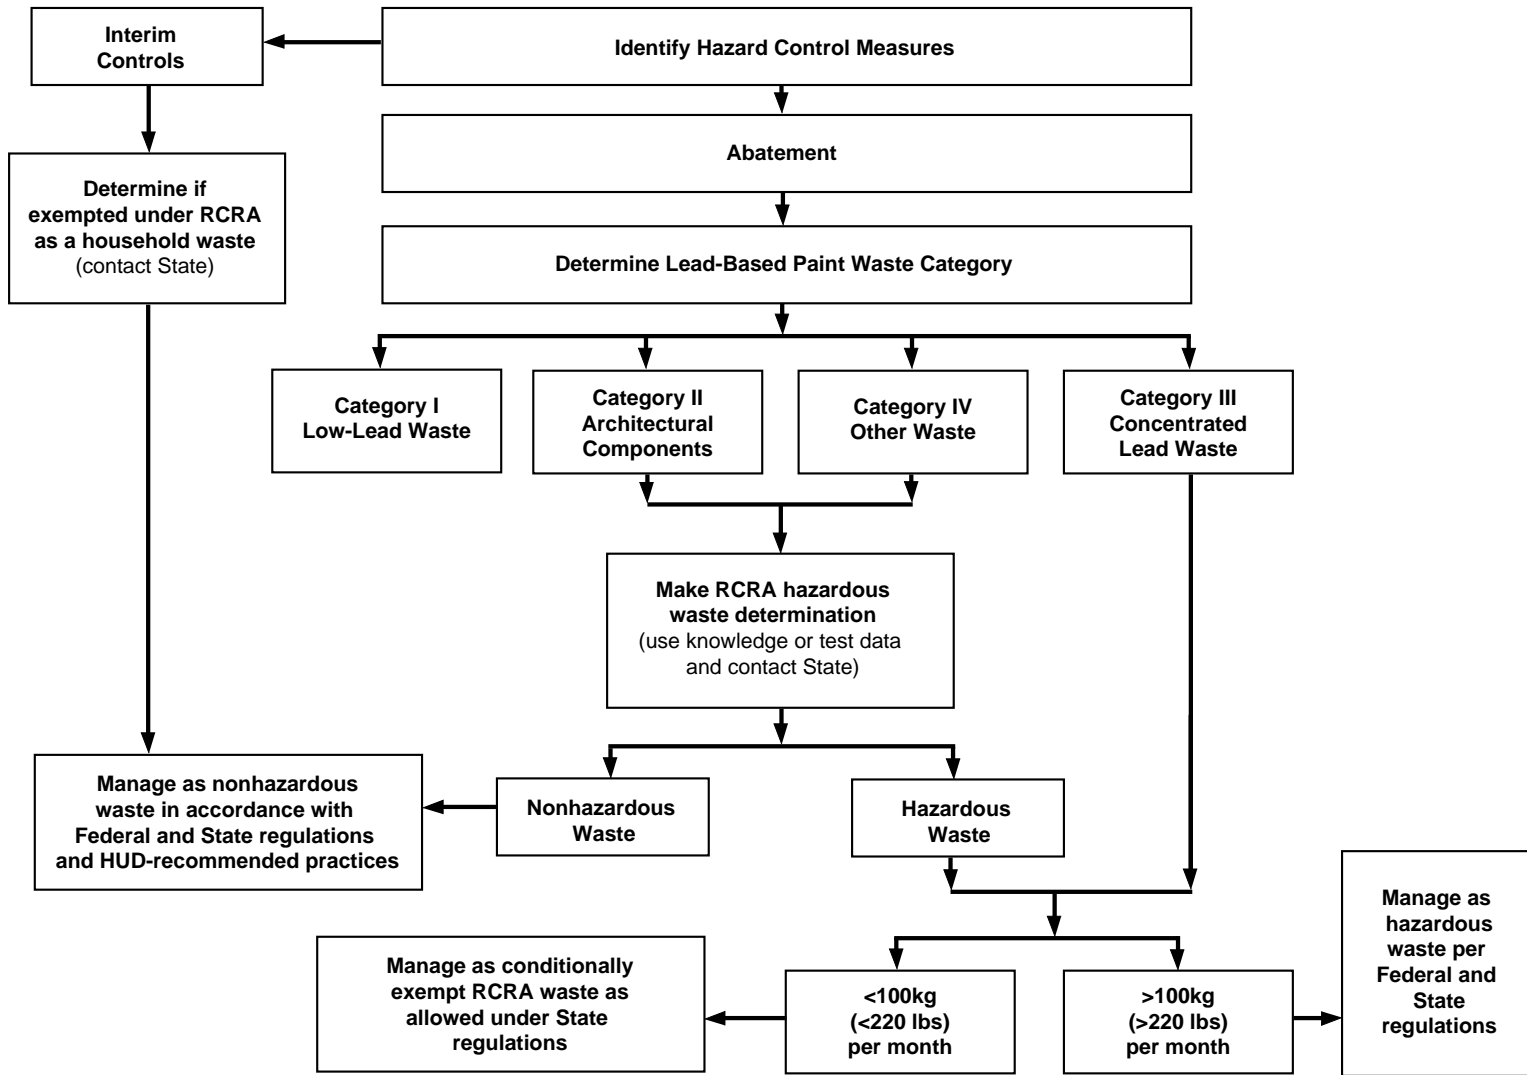 Interim
Controls
Identify Hazard Control Measures
Abatement
Determine if
exempted under RCRA
as a household waste
(contact State)
Determine Lead-Based Paint Waste Category
Category I
Low-Lead Waste
Category II
Architectural
Components
Category IV
Other Waste
Category III
Concentrated
Lead Waste
Make RCRA hazardous
waste determination
(use knowledge or test data
and contact State)
Manage as nonhazardous
waste in accordance with
Federal and State regulations
and HUD-recommended practices
Nonhazardous
Waste
Hazardous
Waste
Manage as conditionally
exempt RCRA waste as
allowed under State
regulations
<100kg
(<220 lbs)
per month
>100kg
(>220 lbs)
per month
Manage as
hazardous
waste per
Federal and
State
regulations